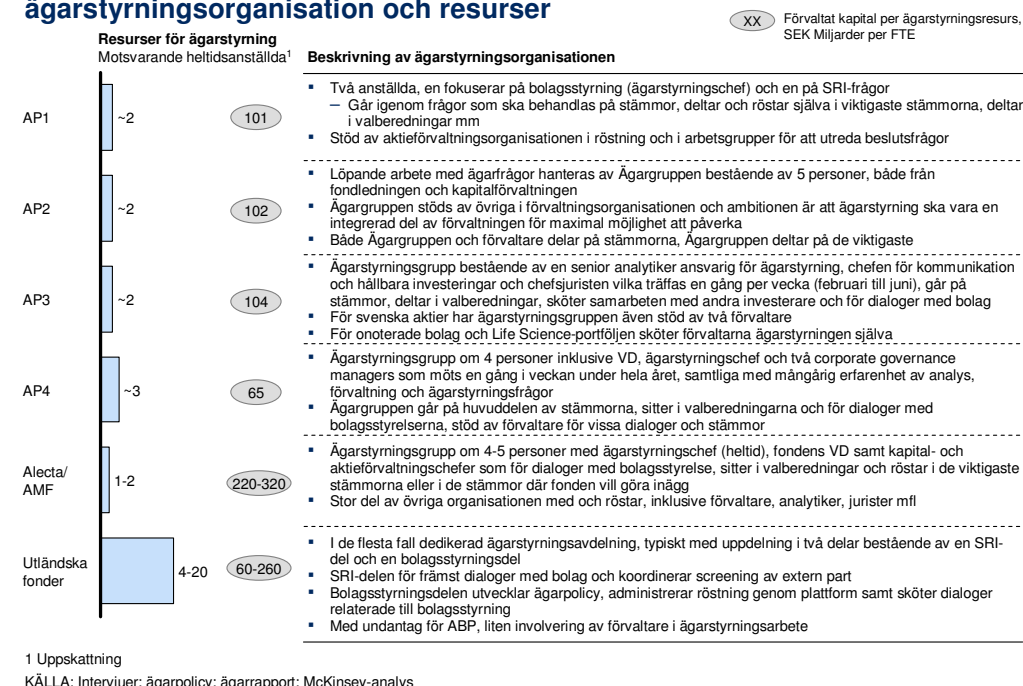 ägarstyrningsorganisation och resurser
XX Förvaltat kapital per ägarstyrningsresurs,
SEK Miljarder per FTE
Resurser för ägarstyrning
Motsvarande heltidsanställda1
Beskrivning av ägarstyrningsorganisationen
AP1
~2
101
▪ Två anställda, en fokuserar på bolagsstyrning (ägarstyrningschef) och en på SRI-frågor
– Går igenom frågor som ska behandlas på stämmor, deltar och röstar själva i viktigaste stämmorna, deltar
i valberedningar mm
▪ Stöd av aktieförvaltningsorganisationen i röstning och i arbetsgrupper för att utreda beslutsfrågor
AP2
~2
102
▪ Löpande arbete med ägarfrågor hanteras av Ägargruppen bestående av 5 personer, både från
fondledningen och kapitalförvaltningen
▪ Ägargruppen stöds av övriga i förvaltningsorganisationen och ambitionen är att ägarstyrning ska vara en
integrerad del av förvaltningen för maximal möjlighet att påverka
▪ Både Ägargruppen och förvaltare delar på stämmorna, Ägargruppen deltar på de viktigaste
AP3
~2
104
▪ Ägarstyrningsgrupp bestående av en senior analytiker ansvarig för ägarstyrning, chefen för kommunikation
och hållbara investeringar och chefsjuristen vilka träffas en gång per vecka (februari till juni), går på
stämmor, deltar i valberedningar, sköter samarbeten med andra investerare och för dialoger med bolag
▪ För svenska aktier har ägarstyrningsgruppen även stöd av två förvaltare
▪ För onoterade bolag och Life Science-portföljen sköter förvaltarna ägarstyrningen själva
AP4
~3
65
▪ Ägarstyrningsgrupp om 4 personer inklusive VD, ägarstyrningschef och två corporate governance
managers som möts en gång i veckan under hela året, samtliga med mångårig erfarenhet av analys,
förvaltning och ägarstyrningsfrågor
▪ Ägargruppen går på huvuddelen av stämmorna, sitter i valberedningarna och för dialoger med
bolagsstyrelserna, stöd av förvaltare för vissa dialoger och stämmor
Alecta/
AMF
1-2
220-320
▪ Ägarstyrningsgrupp om 4-5 personer med ägarstyrningschef (heltid), fondens VD samt kapital- och
aktieförvaltningschefer som för dialoger med bolagsstyrelse, sitter i valberedningar och röstar i de viktigaste
stämmorna eller i de stämmor där fonden vill göra inägg
▪ Stor del av övriga organisationen med och röstar, inklusive förvaltare, analytiker, jurister mfl
Utländska
fonder
4-20
60-260
▪ I de flesta fall dedikerad ägarstyrningsavdelning, typiskt med uppdelning i två delar bestående av en SRI-
del och en bolagsstyrningsdel
▪ SRI-delen för främst dialoger med bolag och koordinerar screening av extern part
▪ Bolagsstyrningsdelen utvecklar ägarpolicy, administrerar röstning genom plattform samt sköter dialoger
relaterade till bolagsstyrning
▪ Med undantag för ABP, liten involvering av förvaltare i ägarstyrningsarbete
1 Uppskattning
KÄLLA: Intervjuer; ägarpolicy; ägarrapport; McKinsey-analys